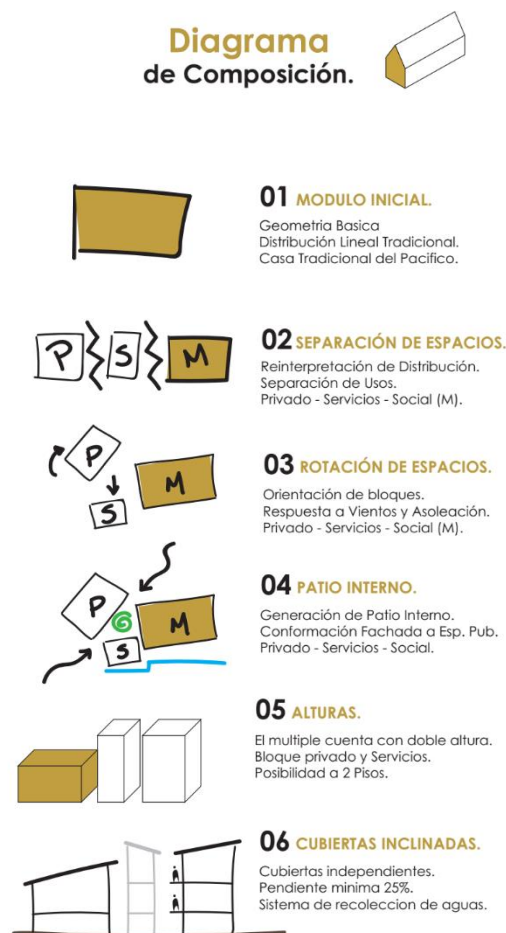 Diagrama
de Composición.
01 MODULO INICIAL.
Geometria Basica
Distribución Lineal Tradicional.
Casa Tradicional del Pacifico.
P S M
02 SEPARACIÓN DE ESPACIOS.
Reinterpretación de Distribución.
Separación de Usos.
Privado - Servicios - Social (M).
P
M
S
03 ROTACIÓN DE ESPACIOS.
Orientación de bloques.
Respuesta a Vientos y Asoleación.
Privado - Servicios - Social (M).
P
M
S
04 PATIO INTERNO.
Generación de Patio Interno.
Conformación Fachada a Esp. Pub.
Privado - Servicios - Social.
05 ALTURAS.
El multiple cuenta con doble altura.
Bloque privado y Servicios.
Posibilidad a 2 Pisos.
06 CUBIERTAS INCLINADAS.
Cubiertas independientes.
Pendiente minima 25%.
Sistema de recoleccion de aguas.